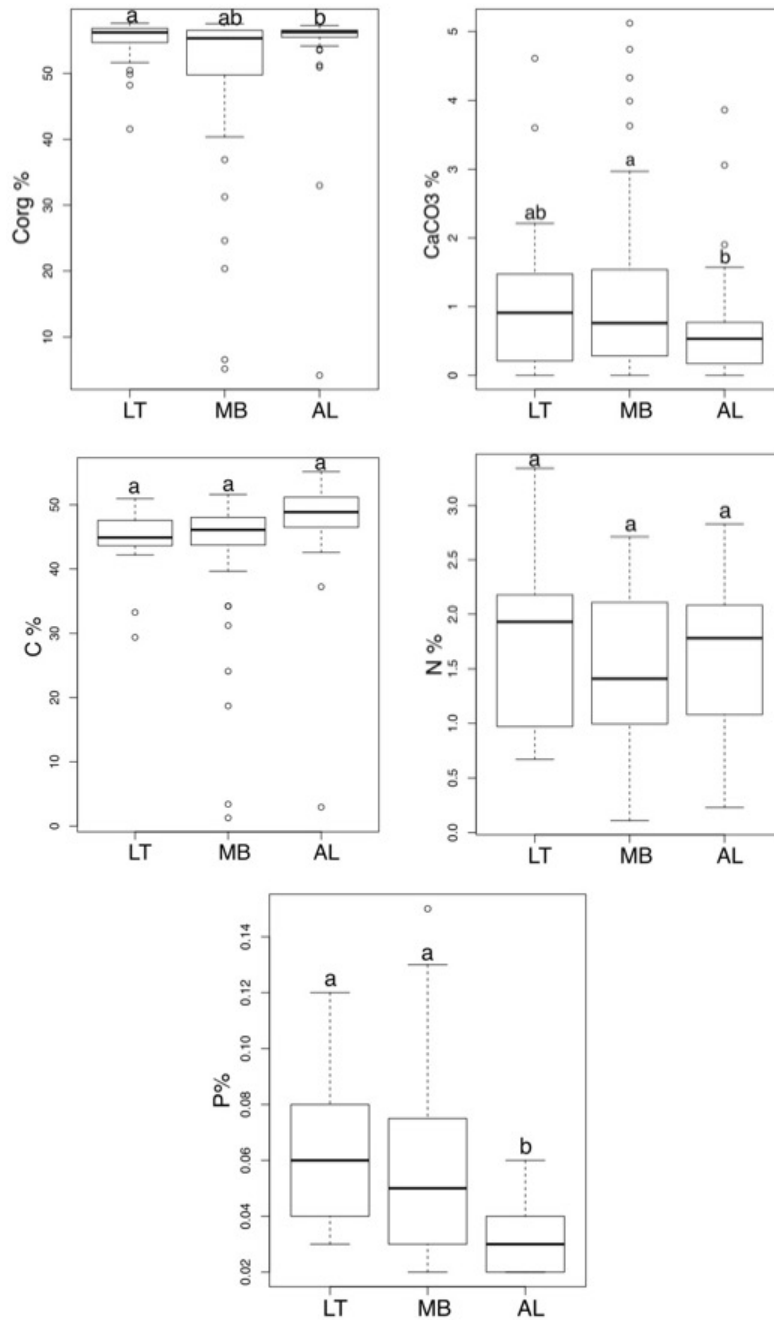 a ab b
Corg %
50
40
30
20
10
LT MB AL
ab a b
CaCO3 %
5
4
3
2
1
0
LT MB AL
a a a
C %
50
40
30
20
10
0
LT MB AL
a a a
N %
3.0
2.5
2.0
1.5
1.0
0.5
0.0
LT MB AL
a a b
P%
0.14
0.12
0.10
0.08
0.06
0.04
0.02
LT MB AL